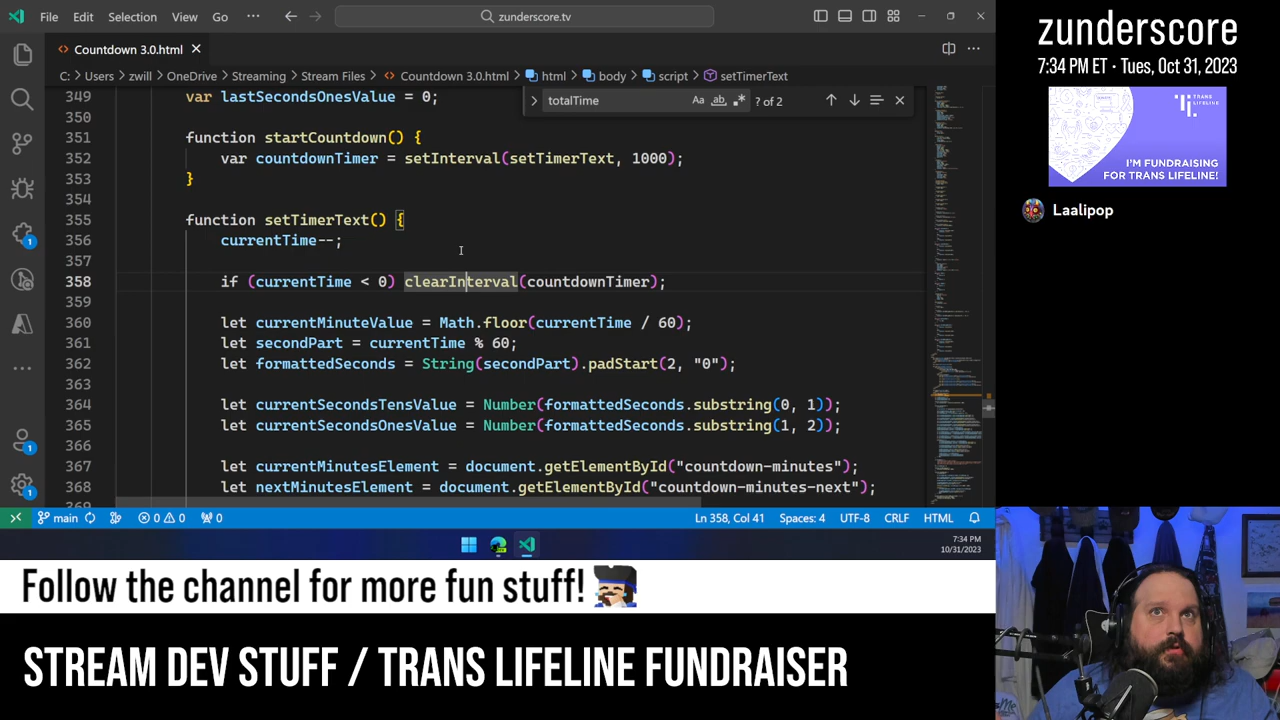 File Edit Selection View Go ··· zunderscore.tv
Countdown 3.0.html
C: > Users > zwill > OneDrive > Streaming > Stream Files > Countdown 3.0.html > html > body > script > setTimerText
totalTime Aa ab .* ? of 2
349 var lastSecondsOnesValue = 0;
350
351 function startCountdown() {
352 var countdownTimer = setInterval(setTimerText, 1000);
353 }
354
355 function setTimerText() {
356 currentTime--;
357
358 if (currentTime < 0) clearInterval(countdownTimer);
359
360 let currentMinuteValue = Math.floor(currentTime / 60);
361 let secondPart = currentTime % 60;
362 let formattedSeconds = String(secondPart).padStart(2, "0");
363
364 let currentSecondsTensValue = Number(formattedSeconds.substring(0, 1));
365 let currentSecondsOnesValue = Number(formattedSeconds.substring(1, 2));
366
367 let currentMinutesElement = document.getElementById("countdown-minutes");
368 nextMinutesElement = document.getElementById("countdown-minutes-next");
369
main 0 0 0 Ln 358, Col 41 Spaces: 4 UTF-8 CRLF HTML
7:34 PM
10/31/2023
zunderscore
7:34 PM ET · Tues, Oct 31, 2023
TRANS
LIFELINE
I'M FUNDRAISING
FOR TRANS LIFELINE!
Laalipop
Follow the channel for more fun stuff!
STREAM DEV STUFF / TRANS LIFELINE FUNDRAISER